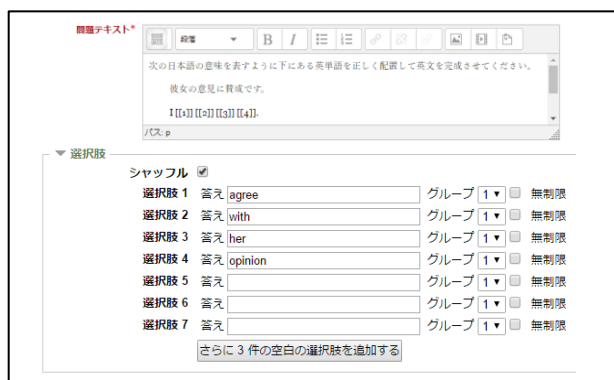 問題テキスト*
段落 B I
次の日本語の意味を表すように下にある英単語を正しく配置して英文を完成させてください。
彼女の意見に賛成です。
I [[1]] [[2]] [[3]] [[4]].
パス: p
選択肢
シャッフル
選択肢 1 答え agree グループ 1 無制限
選択肢 2 答え with グループ 1 無制限
選択肢 3 答え her グループ 1 無制限
選択肢 4 答え opinion グループ 1 無制限
選択肢 5 答え グループ 1 無制限
選択肢 6 答え グループ 1 無制限
選択肢 7 答え グループ 1 無制限
さらに 3 件の空白の選択肢を追加する